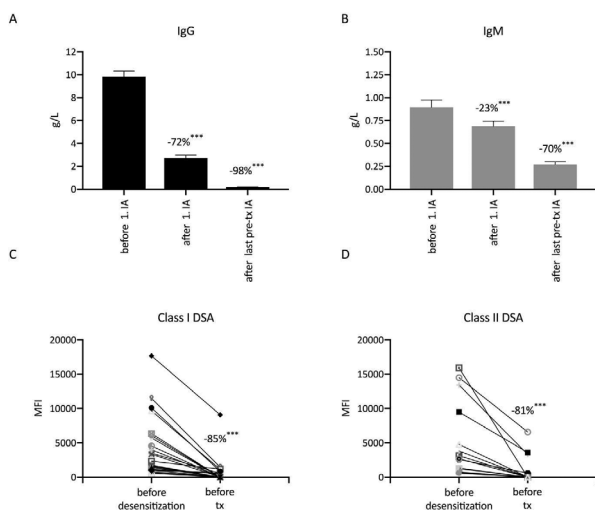 A
IgG
g/L
12
10
8
6
4
2
0
-72%***
-98%***
before 1. IA
after 1. IA
after last pre-tx IA
B
IgM
g/L
1.50
1.25
1.00
0.75
0.50
0.25
0.00
-23%***
-70%***
before 1. IA
after 1. IA
after last pre-tx IA
C
Class I DSA
MFI
20000
15000
10000
5000
0
-85%***
before
desensitization
before
tx
D
Class II DSA
MFI
20000
15000
10000
5000
0
-81%***
before
desensitization
before
tx